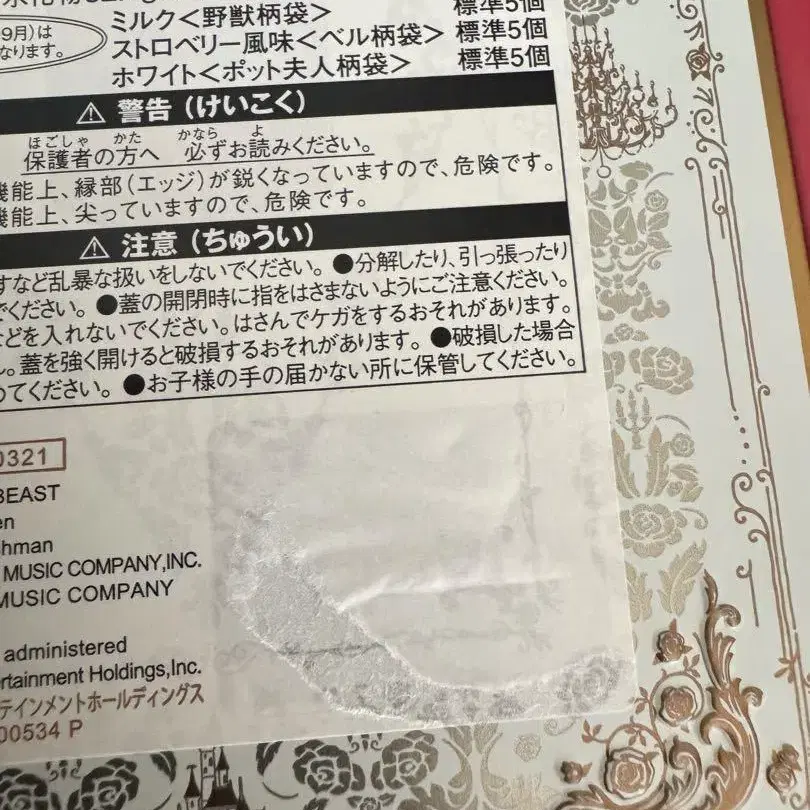 ミルク<野獣柄袋> 標準5個
9月)は ストロベリー風味<ベル柄袋> 標準5個
なります。 ホワイト<ポット夫人柄袋> 標準5個
⚠ 警告 (けいこく)
ほごしゃ かた かなら よ
保護者の方へ 必ずお読みください。
機能上、縁部(エッジ)が鋭くなっていますので、危険です。
機能上、尖っていますので、危険です。
⚠ 注意 (ちゅうい)
すなど乱暴な扱いをしないでください。●分解したり、引っ張ったり
でください。●蓋の開閉時に指をはさまないようにご注意ください。
などを入れないでください。はさんでケガをするおそれがあります。
。蓋を強く開けると破損するおそれがあります。●破損した場合
めてください。●お子様の手の届かない所に保管してください。
0321
BEAST
en
shman
MUSIC COMPANY,INC.
MUSIC COMPANY
administered
ertainment Holdings,Inc.
テインメントホールディングス
00534 P